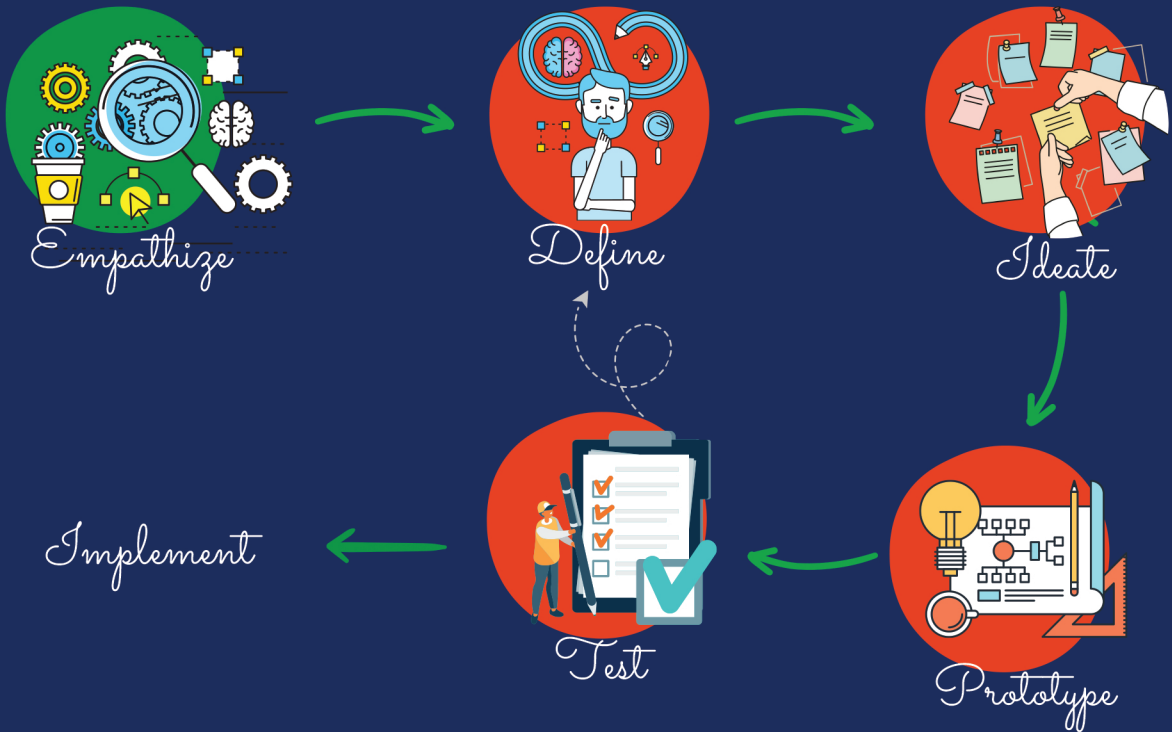 Empathize
Define
Ideate
Prototype
Test
Implement